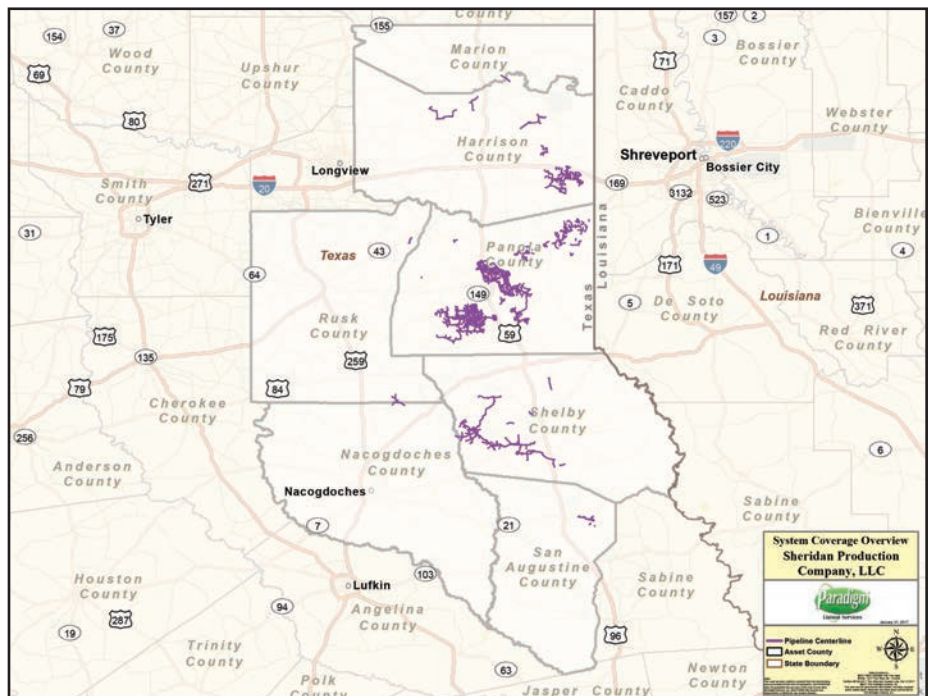 County
157
2
154
37
155
3
Bossier
County
Wood
County
Marion
County
71
69
Upshur
County
Caddo
County
Webster
County
80
Harrison
County
220
Shreveport
Bossier City
Longview
Smith
County
271
20
169
3132
523
Tyler
Bienville
County
31
43
1
4
Texas
Panola
County
64
171
49
149
Texas
Louisiana
5
De Soto
County
Louisiana
371
Rusk
County
59
Red River
County
175
135
259
79
84
Cherokee
County
Shelby
County
256
6
Anderson
County
Nacogdoches
County
Nacogdoches
Sabine
County
7
21
San
Augustine
County
System Coverage Overview
Sheridan Production
Company, LLC
103
Houston
County
Lufkin
Sabine
County
Paradigm
94
Angelina
County
287
19
96
Pipeline Centerline
Asset County
State Boundary
N
W
E
S
Trinity
County
63
Newton
County
Polk
County
Jasper County